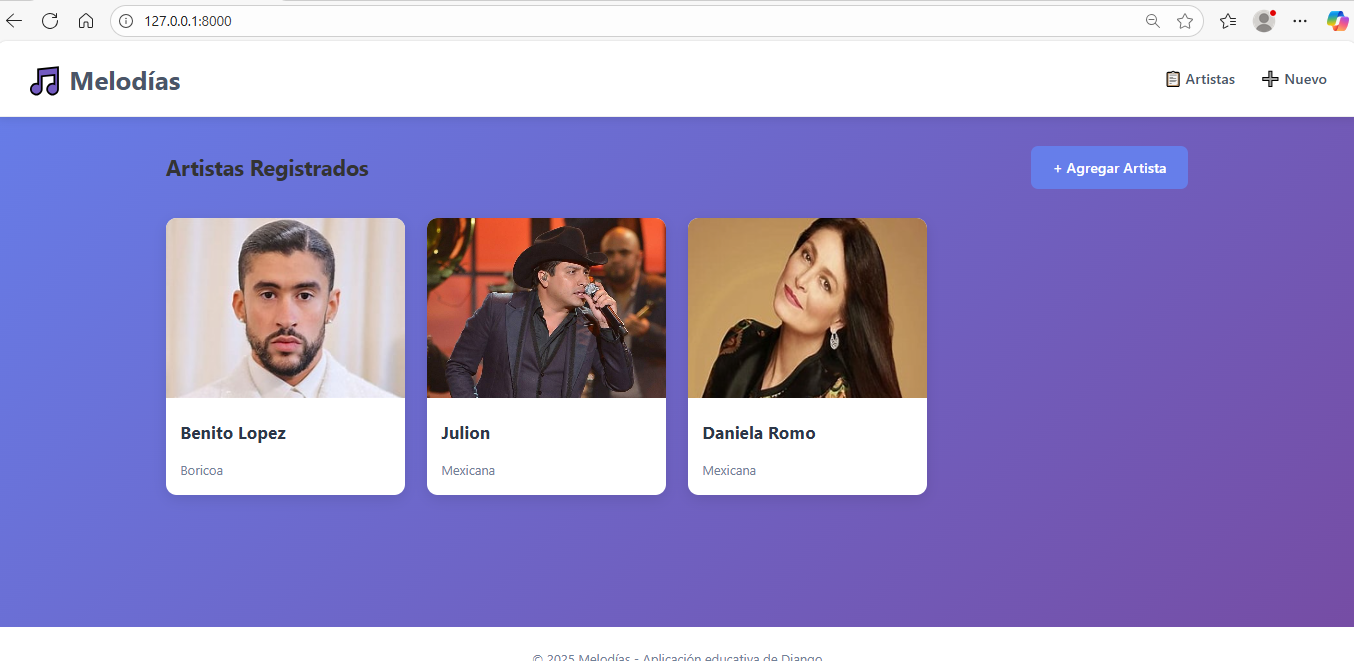 127.0.0.1:8000
Melodías
Artistas
Nuevo
Artistas Registrados
+ Agregar Artista
Benito Lopez
Julion
Daniela Romo
Boricoa
Mexicana
Mexicana
© 2025 Melodías - Aplicación educativa de Django